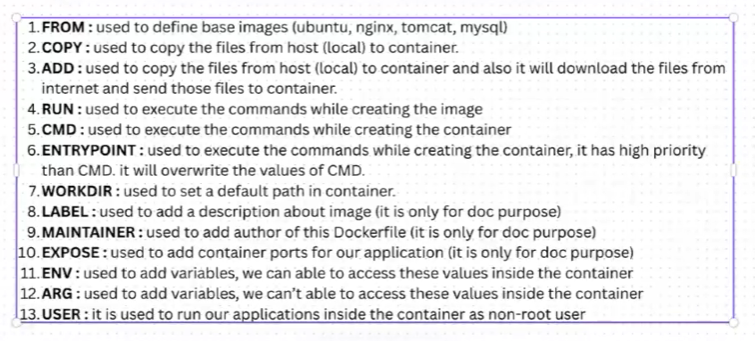 1. FROM : used to define base images (ubuntu, nginx, tomcat, mysql)
2. COPY : used to copy the files from host (local) to container.
3. ADD : used to copy the files from host (local) to container and also it will download the files from
internet and send those files to container.
4. RUN : used to execute the commands while creating the image
5. CMD : used to execute the commands while creating the container
6. ENTRYPOINT : used to execute the commands while creating the container, it has high priority
than CMD. it will overwrite the values of CMD.
7. WORKDIR : used to set a default path in container.
8. LABEL : used to add a description about image (it is only for doc purpose)
9. MAINTAINER : used to add author of this Dockerfile (it is only for doc purpose)
10. EXPOSE : used to add container ports for our application (it is only for doc purpose)
11. ENV : used to add variables, we can able to access these values inside the container
12. ARG : used to add variables, we can't able to access these values inside the container
13. USER : it is used to run our applications inside the container as non-root user